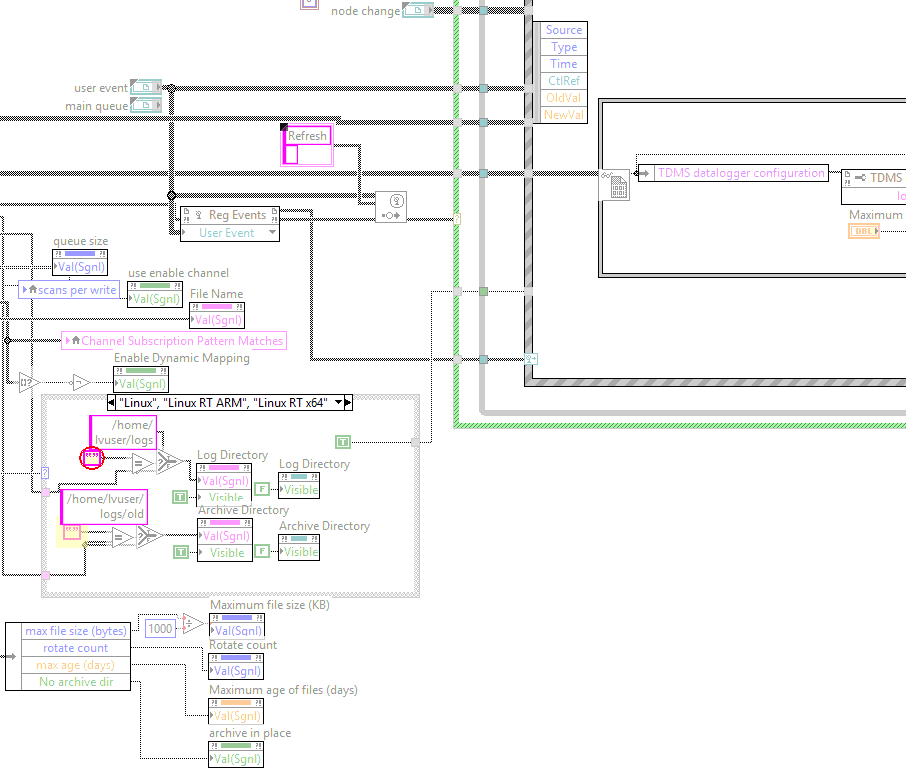 node change
Source
Type
Time
CtlRef
OldVal
NewVal
user event
main queue
Refresh
TDMS datalogger configuration
TDMS
lo
Maximum
DBL
Reg Events
User Event
queue size
Val(Sgnl)
scans per write
use enable channel
Val(Sgnl)
File Name
Val(Sgnl)
Channel Subscription Pattern Matches
Enable Dynamic Mapping
Val(Sgnl)
"Linux", "Linux RT ARM", "Linux RT x64"
/home/
lvuser/logs
T
Log Directory
Val(Sgnl)
T
Visible
Log Directory
F
Visible
/home/lvuser/
logs/old
Archive Directory
Val(Sgnl)
T
Visible
Archive Directory
F
Visible
Maximum file size (KB)
max file size (bytes)
1000
Val(Sgnl)
rotate count
Rotate count
max age (days)
Val(Sgnl)
No archive dir
Maximum age of files (days)
Val(Sgnl)
archive in place
Val(Sgnl)